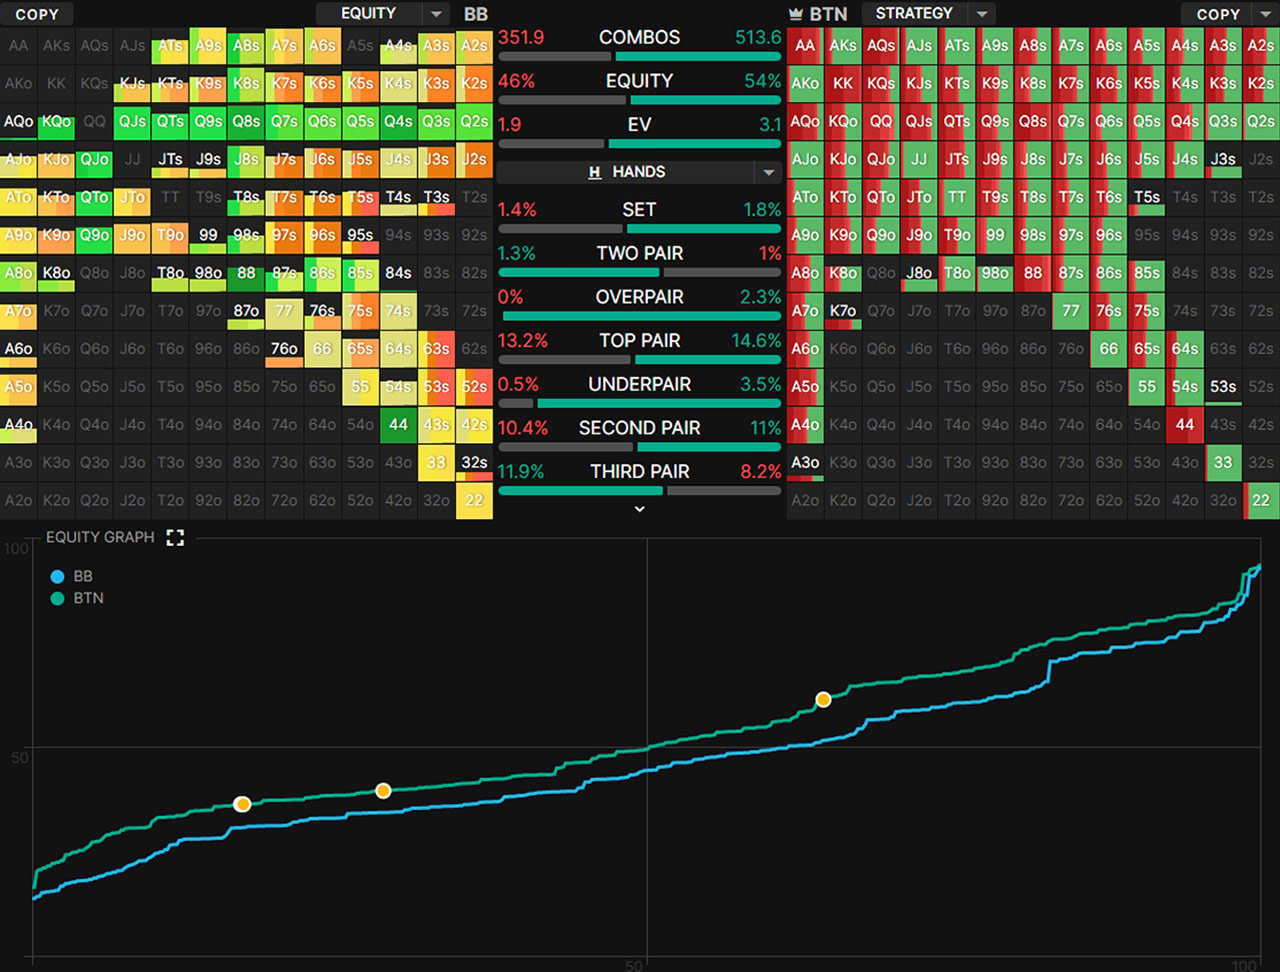 COPY EQUITY BB BTN STRATEGY COPY
AA AKs AQs AJs ATs A9s A8s A7s A6s A5s A4s A3s A2s
AKo KK KQs KJs KTs K9s K8s K7s K6s K5s K4s K3s K2s
AQo KQo QQ QJs QTs Q9s Q8s Q7s Q6s Q5s Q4s Q3s Q2s
AJo KJo QJo JJ JTs J9s J8s J7s J6s J5s J4s J3s J2s
ATo KTo QTo JTo TT T9s T8s T7s T6s T5s T4s T3s T2s
A9o K9o Q9o J9o T9o 99 98s 97s 96s 95s 94s 93s 92s
A8o K8o Q8o J8o T8o 98o 88 87s 86s 85s 84s 83s 82s
A7o K7o Q7o J7o T7o 97o 87o 77 76s 75s 74s 73s 72s
A6o K6o Q6o J6o T6o 96o 86o 76o 66 65s 64s 63s 62s
A5o K5o Q5o J5o T5o 95o 85o 75o 65o 55 54s 53s 52s
A4o K4o Q4o J4o T4o 94o 84o 74o 64o 54o 44 43s 42s
A3o K3o Q3o J3o T3o 93o 83o 73o 63o 53o 43o 33 32s
A2o K2o Q2o J2o T2o 92o 82o 72o 62o 52o 42o 32o 22
351.9 COMBOS 513.6
46% EQUITY 54%
1.9 EV 3.1
H HANDS
1.4% SET 1.8%
1.3% TWO PAIR 1%
0% OVERPAIR 2.3%
13.2% TOP PAIR 14.6%
0.5% UNDERPAIR 3.5%
10.4% SECOND PAIR 11%
11.9% THIRD PAIR 8.2%
AA AKs AQs AJs ATs A9s A8s A7s A6s A5s A4s A3s A2s
AKo KK KQs KJs KTs K9s K8s K7s K6s K5s K4s K3s K2s
AQo KQo QQ QJs QTs Q9s Q8s Q7s Q6s Q5s Q4s Q3s Q2s
AJo KJo QJo JJ JTs J9s J8s J7s J6s J5s J4s J3s J2s
ATo KTo QTo JTo TT T9s T8s T7s T6s T5s T4s T3s T2s
A9o K9o Q9o J9o T9o 99 98s 97s 96s 95s 94s 93s 92s
A8o K8o Q8o J8o T8o 98o 88 87s 86s 85s 84s 83s 82s
A7o K7o Q7o J7o T7o 97o 87o 77 76s 75s 74s 73s 72s
A6o K6o Q6o J6o T6o 96o 86o 76o 66 65s 64s 63s 62s
A5o K5o Q5o J5o T5o 95o 85o 75o 65o 55 54s 53s 52s
A4o K4o Q4o J4o T4o 94o 84o 74o 64o 54o 44 43s 42s
A3o K3o Q3o J3o T3o 93o 83o 73o 63o 53o 43o 33 32s
A2o K2o Q2o J2o T2o 92o 82o 72o 62o 52o 42o 32o 22
EQUITY GRAPH
100
BB
BTN
50
50 100